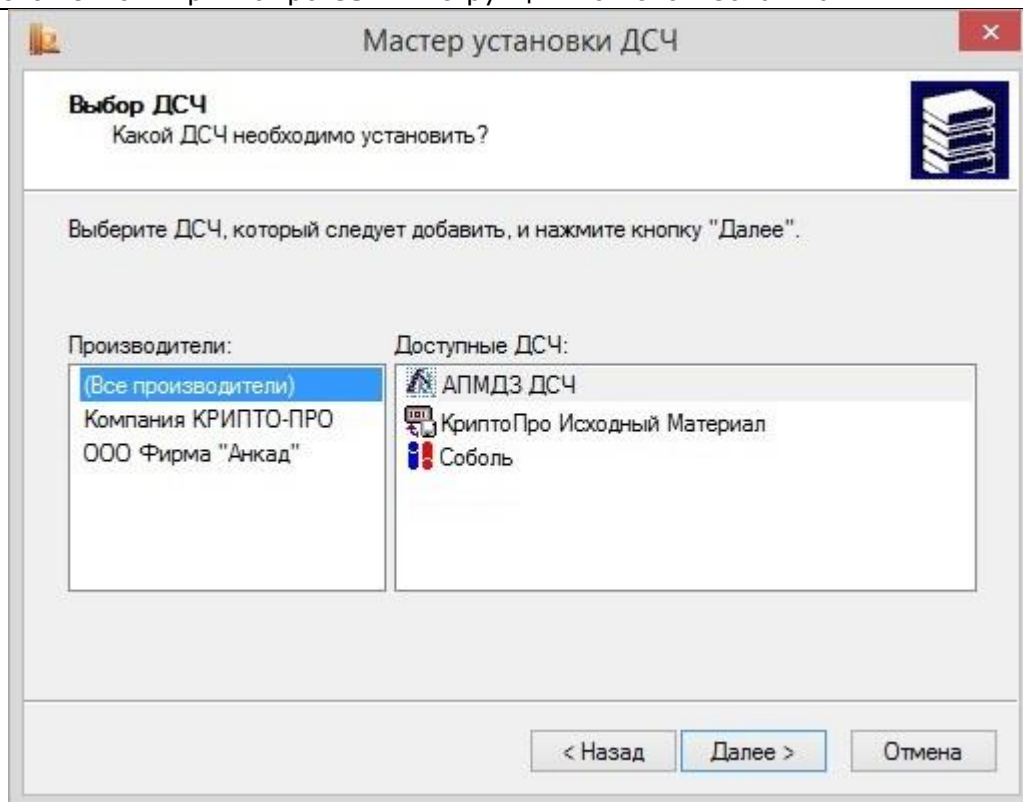 Мастер установки ДСЧ
Выбор ДСЧ
Какой ДСЧ необходимо установить?
Выберите ДСЧ, который следует добавить, и нажмите кнопку "Далее".
Производители:
(Все производители)
Компания КРИПТО-ПРО
ООО Фирма "Анкад"
Доступные ДСЧ:
АПМДЗ ДСЧ
КриптоПро Исходный Материал
Соболь
< Назад
Далее >
Отмена